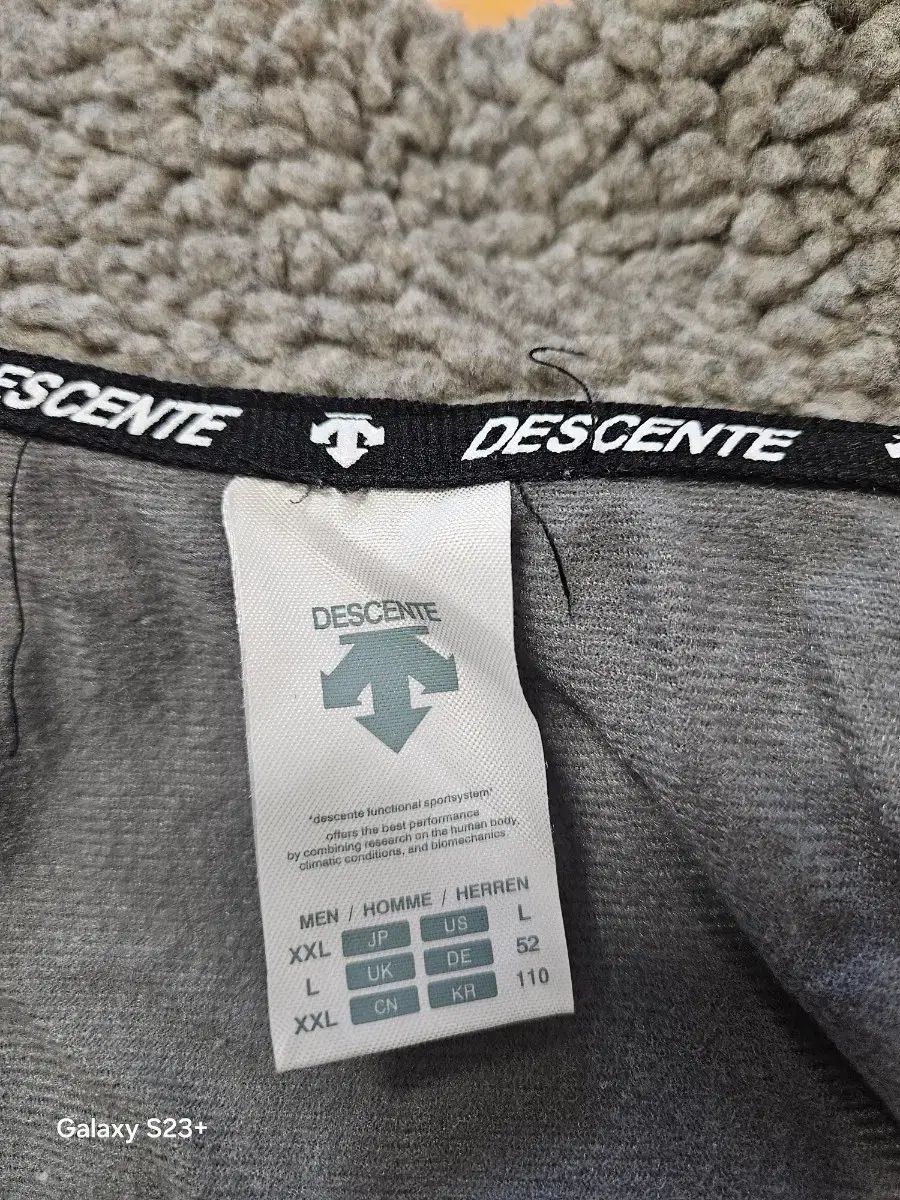 ESCENTE DESCENTE
DESCENTE
"descente functional sportsystem"
offers the best performance
by combining research on the human body,
climatic conditions, and biomechanics
MEN / HOMME / HERREN
XXL JP US L
L UK DE 52
XXL CN KR 110
Galaxy S23+